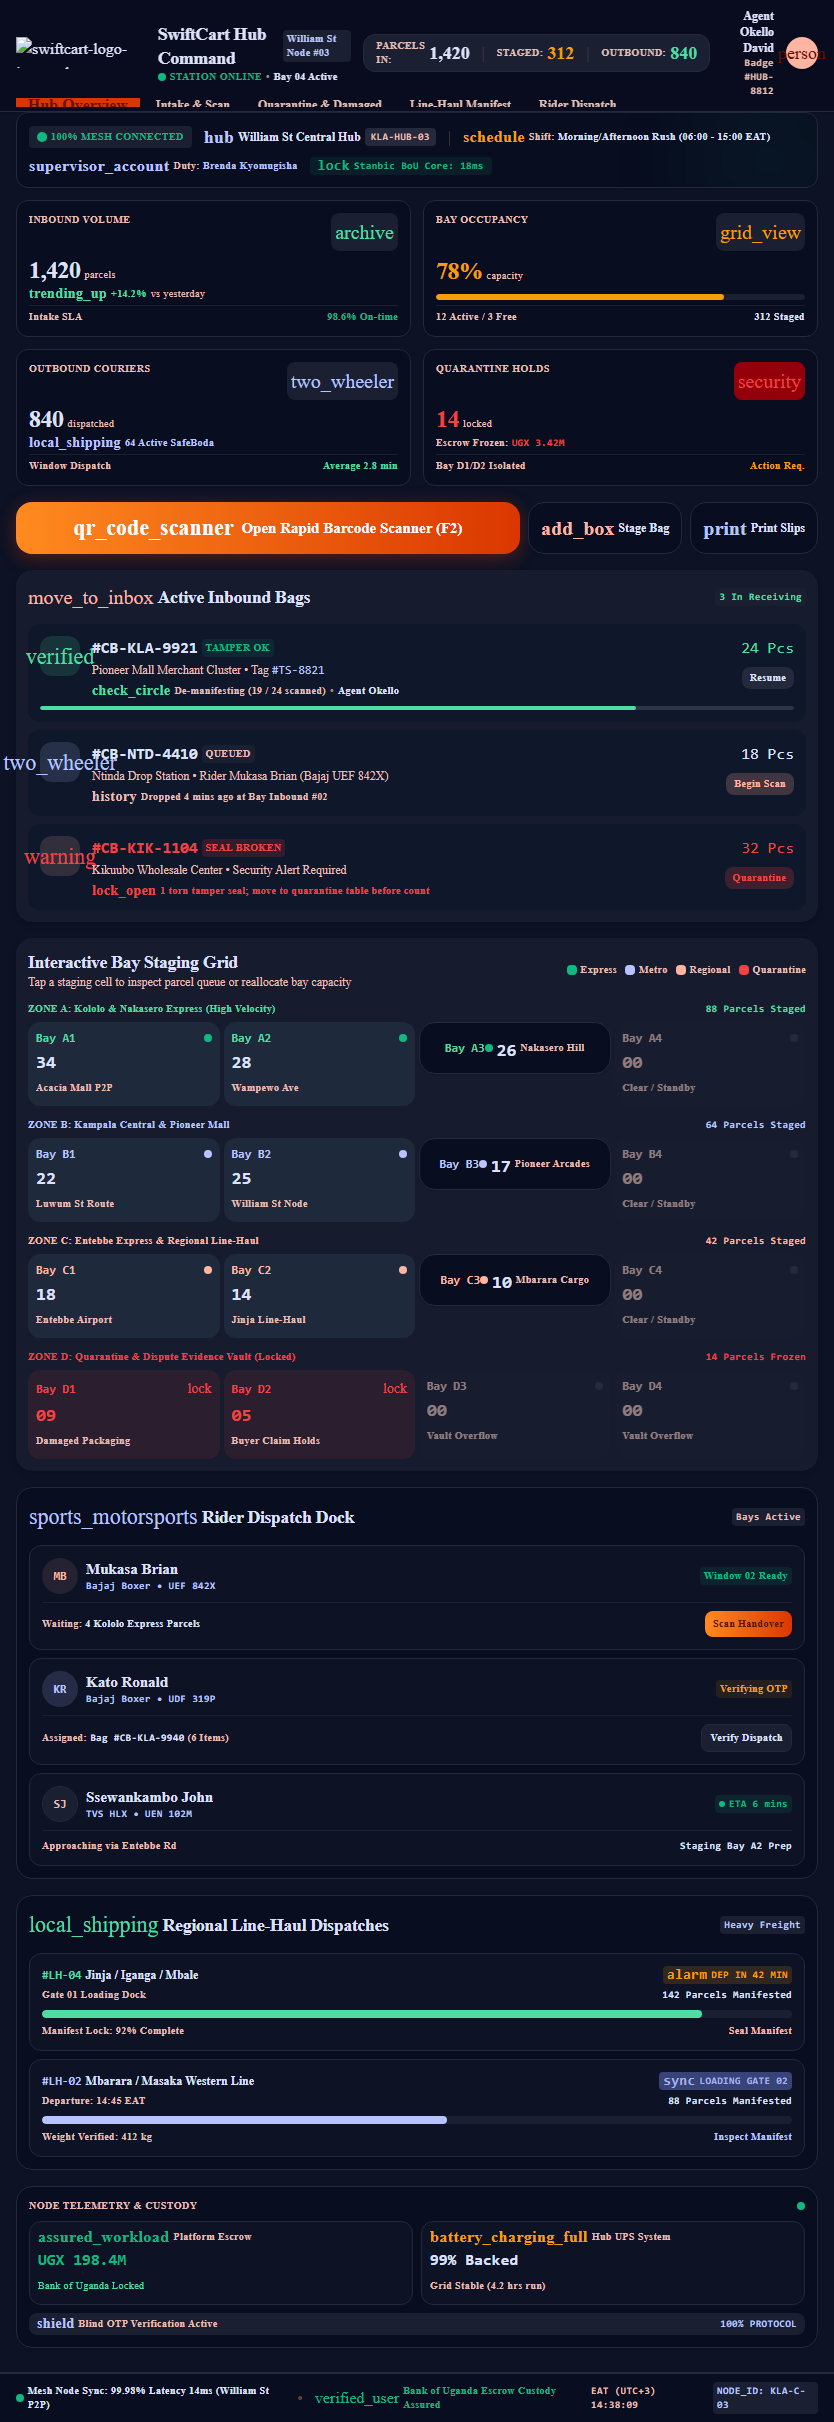 swiftcart-logo-
SwiftCart Hub Command
William St Node #03
STATION ONLINE • Bay 04 Active
PARCELS IN: 1,420
STAGED: 312
OUTBOUND: 840
Agent Okello David
Badge #HUB-8812
person
Hub Overview
Intake & Scan
Quarantine & Damaged
Line-Haul Manifest
Rider Dispatch
100% MESH CONNECTED
hub William St Central Hub KLA-HUB-03
schedule Shift: Morning/Afternoon Rush (06:00 - 15:00 EAT)
supervisor_account Duty: Brenda Kyomugisha
lock Stanbic BoU Core: 18ms
INBOUND VOLUME
archive
1,420 parcels
trending_up +14.2% vs yesterday
Intake SLA 98.6% On-time
BAY OCCUPANCY
grid_view
78% capacity
12 Active / 3 Free 312 Staged
OUTBOUND COURIERS
two_wheeler
840 dispatched
local_shipping 64 Active SafeBoda
Window Dispatch Average 2.8 min
QUARANTINE HOLDS
security
14 locked
Escrow Frozen: UGX 3.42M
Bay D1/D2 Isolated Action Req.
qr_code_scanner Open Rapid Barcode Scanner (F2)
add_box Stage Bag
print Print Slips
move_to_inbox Active Inbound Bags
3 In Receiving
verified
#CB-KLA-9921 TAMPER OK
24 Pcs
Pioneer Mall Merchant Cluster • Tag #TS-8821
Resume
check_circle De-manifesting (19 / 24 scanned) • Agent Okello
two_wheeler
#CB-NTD-4410 QUEUED
18 Pcs
Ntinda Drop Station • Rider Mukasa Brian (Bajaj UEF 842X)
Begin Scan
history Dropped 4 mins ago at Bay Inbound #02
warning
#CB-KIK-1104 SEAL BROKEN
32 Pcs
Kikuubo Wholesale Center • Security Alert Required
Quarantine
lock_open 1 torn tamper seal; move to quarantine table before count
Interactive Bay Staging Grid
Tap a staging cell to inspect parcel queue or reallocate bay capacity
Express Metro Regional Quarantine
ZONE A: Kololo & Nakasero Express (High Velocity) 88 Parcels Staged
Bay A1
34
Acacia Mall P2P
Bay A2
28
Wampewo Ave
Bay A3 26 Nakasero Hill
Bay A4
00
Clear / Standby
ZONE B: Kampala Central & Pioneer Mall 64 Parcels Staged
Bay B1
22
Luwum St Route
Bay B2
25
William St Node
Bay B3 17 Pioneer Arcades
Bay B4
00
Clear / Standby
ZONE C: Entebbe Express & Regional Line-Haul 42 Parcels Staged
Bay C1
18
Entebbe Airport
Bay C2
14
Jinja Line-Haul
Bay C3 10 Mbarara Cargo
Bay C4
00
Clear / Standby
ZONE D: Quarantine & Dispute Evidence Vault (Locked) 14 Parcels Frozen
Bay D1 lock
09
Damaged Packaging
Bay D2 lock
05
Buyer Claim Holds
Bay D3
00
Vault Overflow
Bay D4
00
Vault Overflow
sports_motorsports Rider Dispatch Dock
Bays Active
MB
Mukasa Brian
Bajaj Boxer • UEF 842X
Window 02 Ready
Waiting: 4 Kololo Express Parcels
Scan Handover
KR
Kato Ronald
Bajaj Boxer • UDF 319P
Verifying OTP
Assigned: Bag #CB-KLA-9940 (6 Items)
Verify Dispatch
SJ
Ssewankambo John
TVS HLX • UEN 102M
ETA 6 mins
Approaching via Entebbe Rd
Staging Bay A2 Prep
local_shipping Regional Line-Haul Dispatches
Heavy Freight
#LH-04 Jinja / Iganga / Mbale
alarm DEP IN 42 MIN
Gate 01 Loading Dock
142 Parcels Manifested
Manifest Lock: 92% Complete
Seal Manifest
#LH-02 Mbarara / Masaka Western Line
sync LOADING GATE 02
Departure: 14:45 EAT
88 Parcels Manifested
Weight Verified: 412 kg
Inspect Manifest
NODE TELEMETRY & CUSTODY
assured_workload Platform Escrow
UGX 198.4M
Bank of Uganda Locked
battery_charging_full Hub UPS System
99% Backed
Grid Stable (4.2 hrs run)
shield Blind OTP Verification Active
100% PROTOCOL
Mesh Node Sync: 99.98% Latency 14ms (William St P2P)
•
verified_user Bank of Uganda Escrow Custody Assured
EAT (UTC+3) 14:38:09
NODE_ID: KLA-C-03